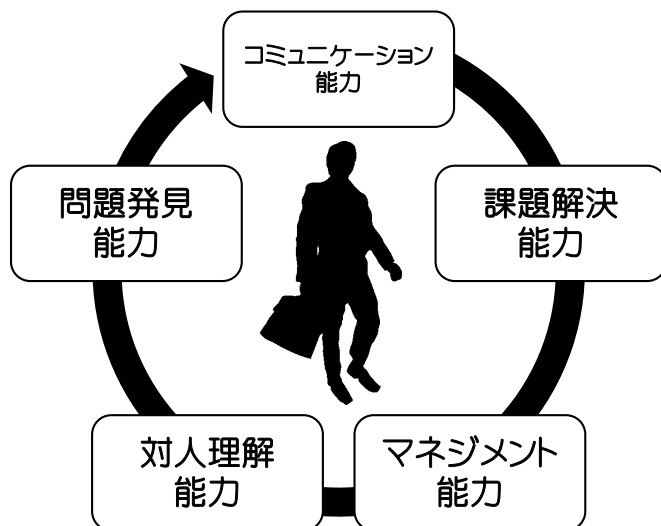 コミュニケーション
能力
課題解決
能力
マネジメント
能力
対人理解
能力
問題発見
能力